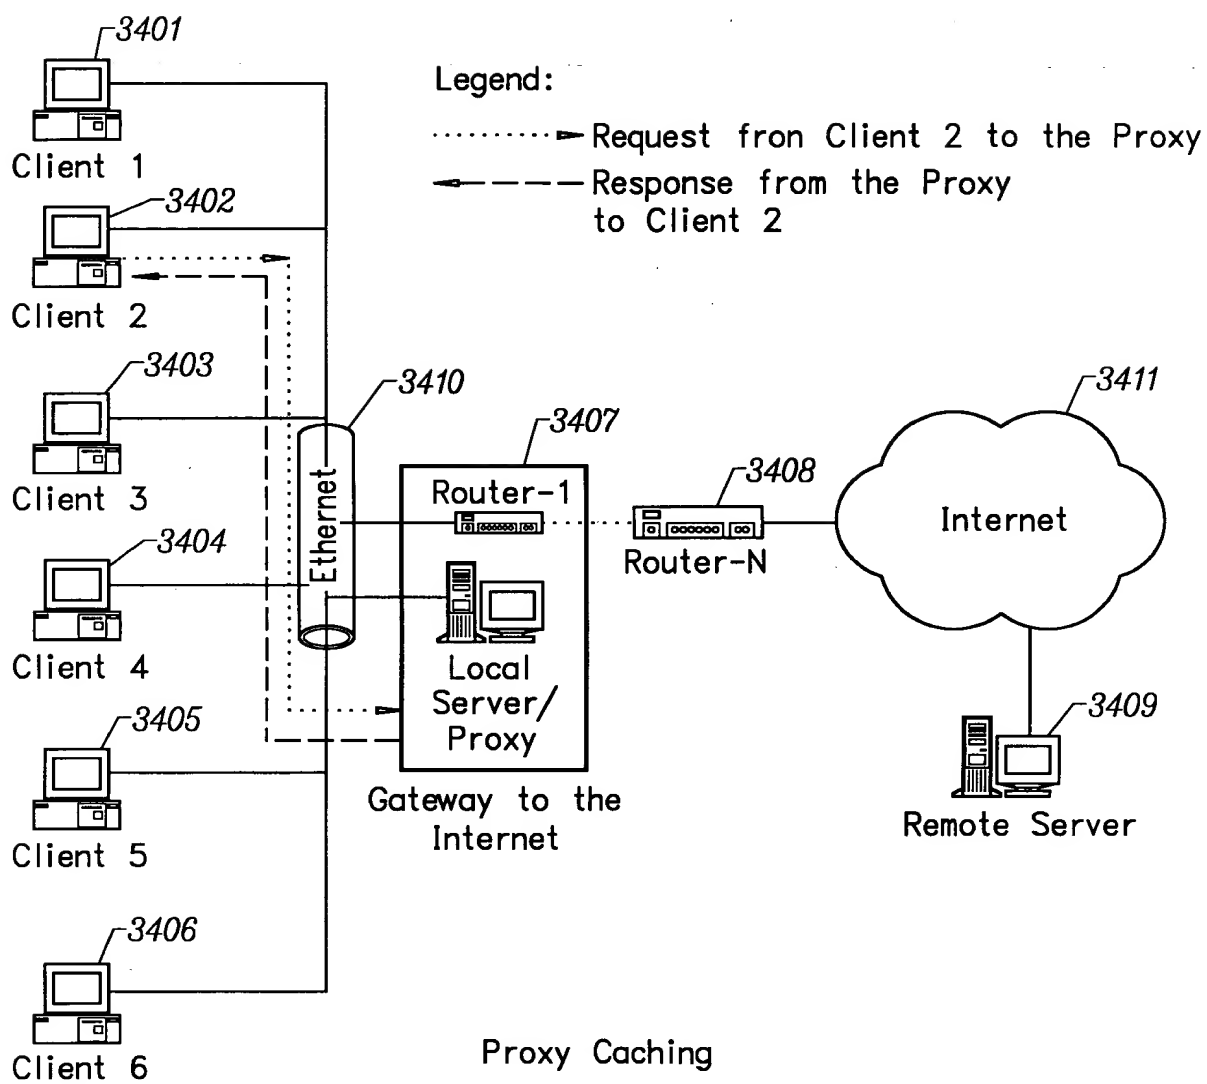 3401
Client 1
Legend:
Request fron Client 2 to the Proxy
Response from the Proxy
to Client 2
3402
Client 2
3403
Client 3
3410
Ethernet
3404
Client 4
3407
Router-1
Local
Server/
Proxy
Gateway to the
Internet
3408
Router-N
3411
Internet
3409
Remote Server
3405
Client 5
3406
Client 6
Proxy Caching